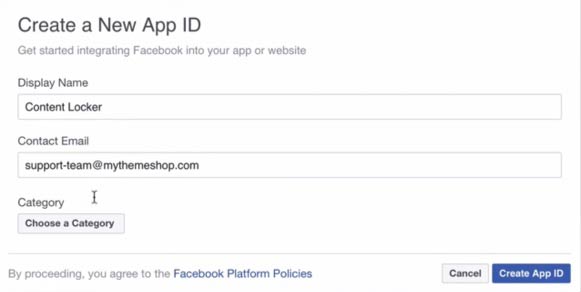 Create a New App ID
Get started integrating Facebook into your app or website
Display Name
Content Locker
Contact Email
support-team@mythemeshop.com
Category
Choose a Category
By proceeding, you agree to the Facebook Platform Policies
Cancel
Create App ID